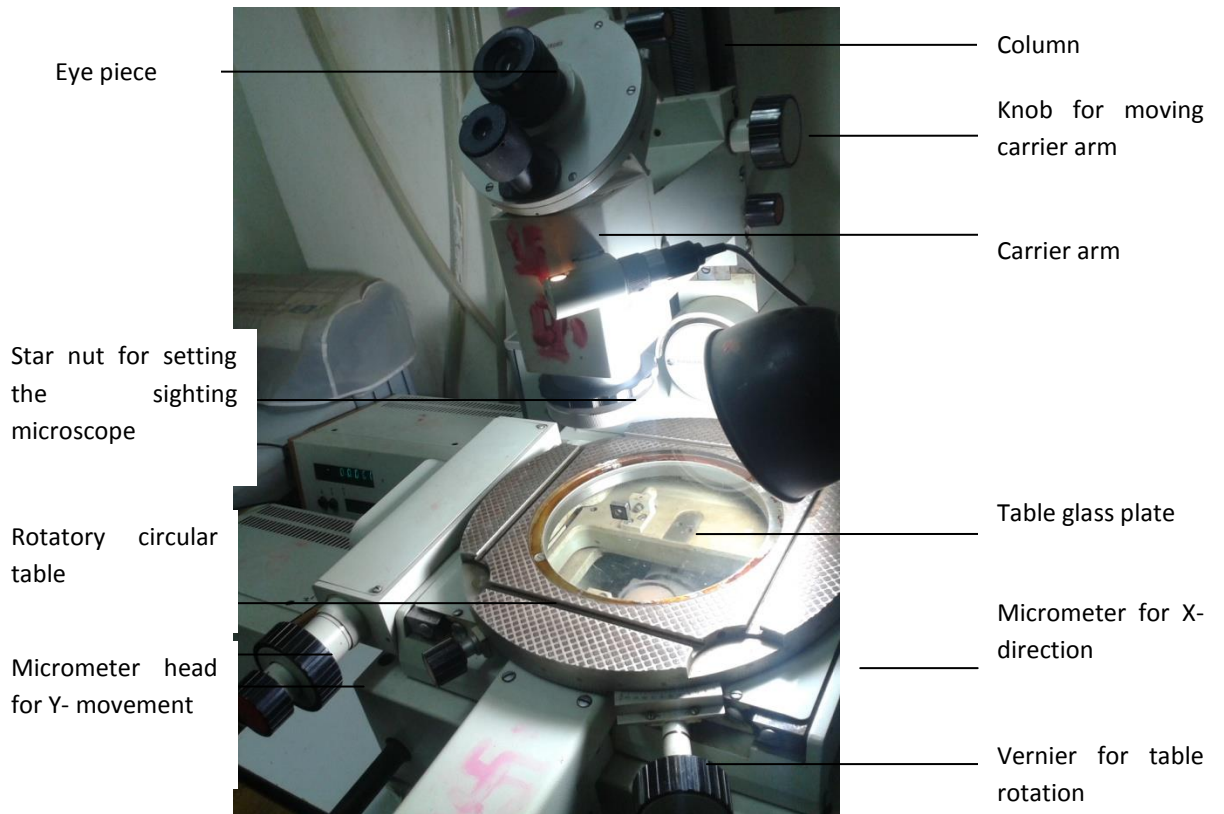 Eye piece
Star nut for setting
the sighting
microscope
Rotatory circular
table
Micrometer head
for Y- movement
Column
Knob for moving
carrier arm
Carrier arm
Table glass plate
Micrometer for X-
direction
Vernier for table
rotation